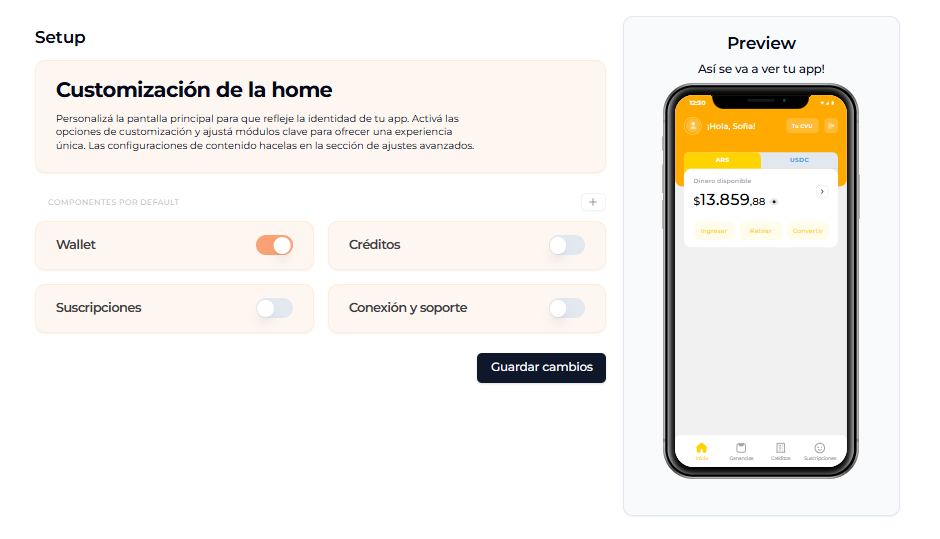 Setup
Customización de la home
Personalizá la pantalla principal para que refleje la identidad de tu app. Activá las
opciones de customización y ajustá módulos clave para ofrecer una experiencia
única. Las configuraciones de contenido hacelas en la sección de ajustes avanzados.
COMPONENTES POR DEFAULT
Wallet
Créditos
Suscripciones
Conexión y soporte
Guardar cambios
Preview
Así se va a ver tu app!
12:30
¡Hola, Sofia!
Tu CVU
ARS
USDC
Dinero disponible
$13.859,88
Ingresar
Retirar
Convertir
Inicio
Ganancias
Créditos
Suscripciones